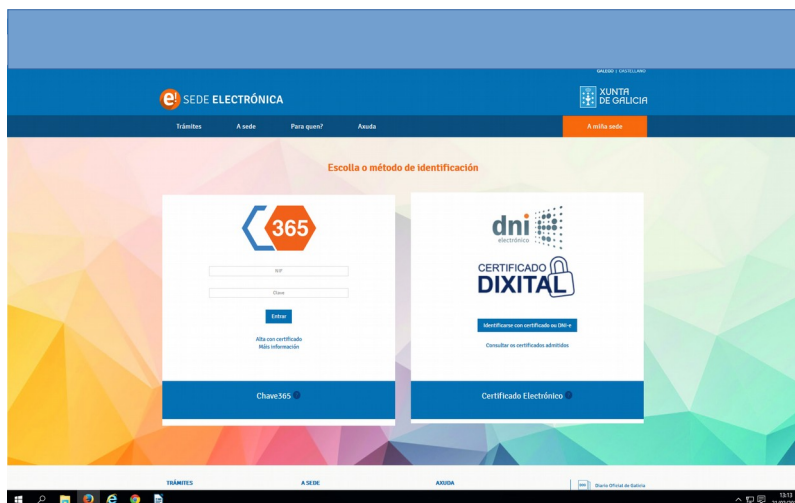 GALEGO | CASTELLANO
e! SEDE ELECTRÓNICA
XUNTA
DE GALICIA
Trámites A sede Para quen? Axuda A miña sede
Escolla o método de identificación
365
NIF
Clave
Entrar
Alta con certificado
Máis información
Chave365
dni
electrónico
CERTIFICADO
DIXITAL
Identificarse con certificado ou DNI-e
Consultar os certificados admitidos
Certificado Electrónico
TRÁMITES A SEDE AXUDA Diario Oficial de Galicia
13:13